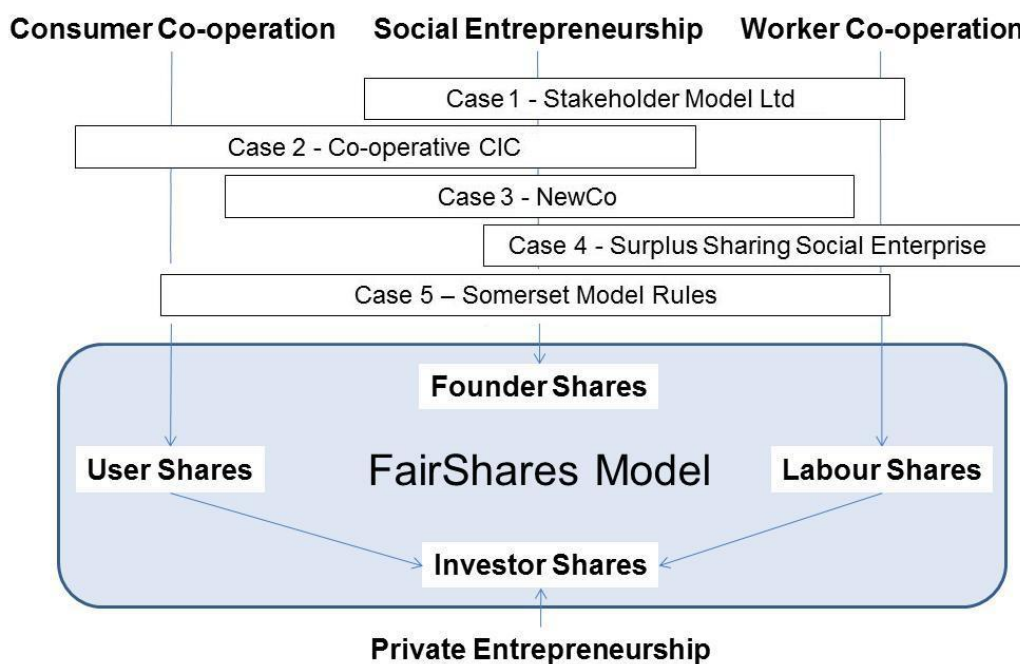 Consumer Co-operation Social Entrepreneurship Worker Co-operation
Case 1 - Stakeholder Model Ltd
Case 2 - Co-operative CIC
Case 3 - NewCo
Case 4 - Surplus Sharing Social Enterprise
Case 5 – Somerset Model Rules
Founder Shares
User Shares FairShares Model Labour Shares
Investor Shares
Private Entrepreneurship